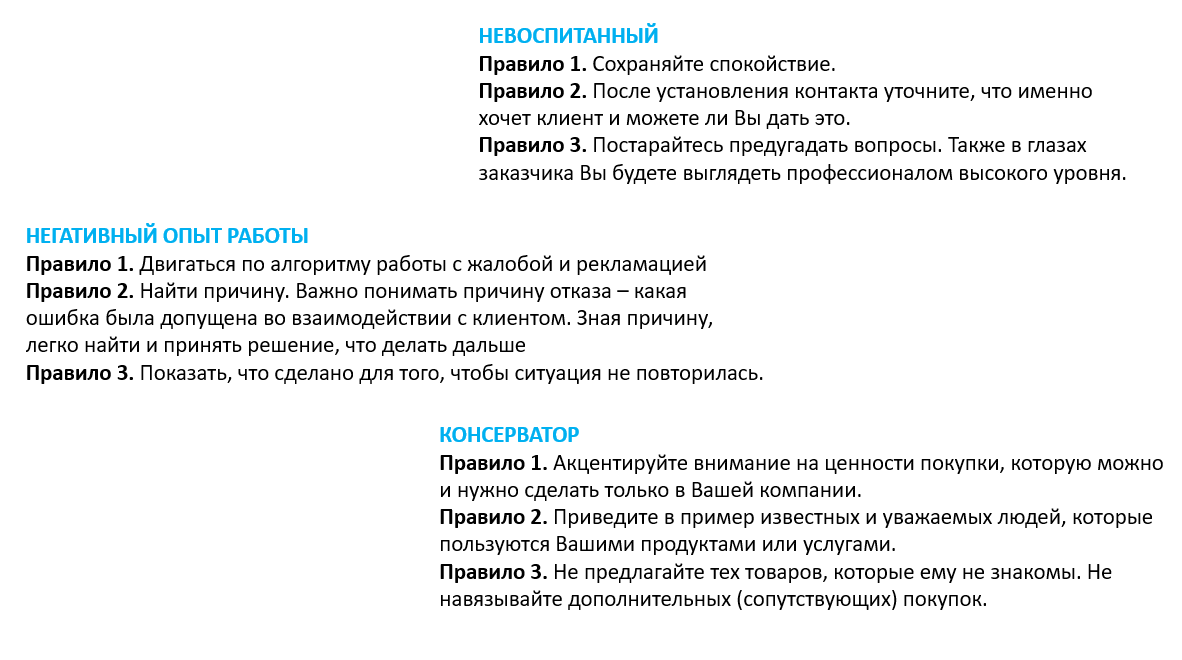 НЕВОСПИТАННЫЙ
Правило 1. Сохраняйте спокойствие.
Правило 2. После установления контакта уточните, что именно
хочет клиент и можете ли Вы дать это.
Правило 3. Постарайтесь предугадать вопросы. Также в глазах
заказчика Вы будете выглядеть профессионалом высокого уровня.
НЕГАТИВНЫЙ ОПЫТ РАБОТЫ
Правило 1. Двигаться по алгоритму работы с жалобой и рекламацией
Правило 2. Найти причину. Важно понимать причину отказа – какая
ошибка была допущена во взаимодействии с клиентом. Зная причину,
легко найти и принять решение, что делать дальше
Правило 3. Показать, что сделано для того, чтобы ситуация не повторилась.
КОНСЕРВАТОР
Правило 1. Акцентируйте внимание на ценности покупки, которую можно
и нужно сделать только в Вашей компании.
Правило 2. Приведите в пример известных и уважаемых людей, которые
пользуются Вашими продуктами или услугами.
Правило 3. Не предлагайте тех товаров, которые ему не знакомы. Не
навязывайте дополнительных (сопутствующих) покупок.